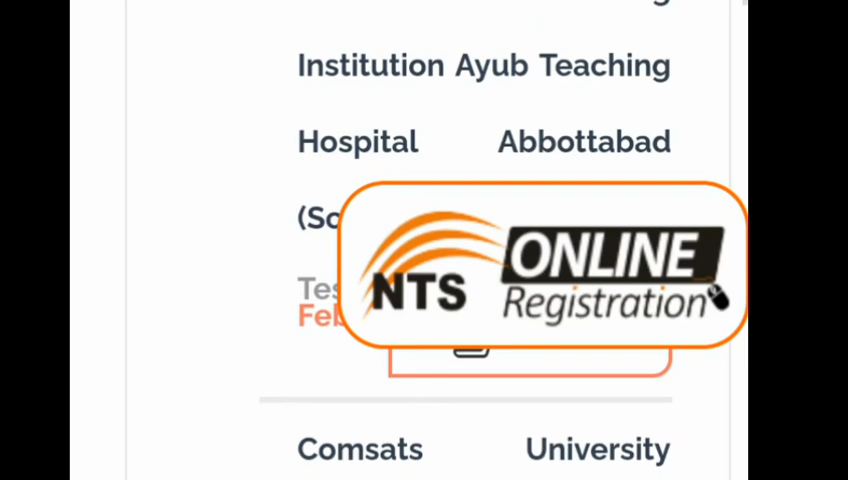 Institution Ayub Teaching
Hospital Abbottabad
NTS
ONLINE
Registration
Comsats University